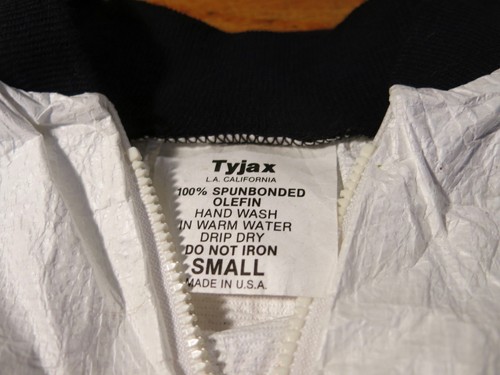 Tyjax
L.A. CALIFORNIA
100% SPUNBONDED
OLEFIN
HAND WASH
IN WARM WATER
DRIP DRY
DO NOT IRON
SMALL
MADE IN U.S.A.